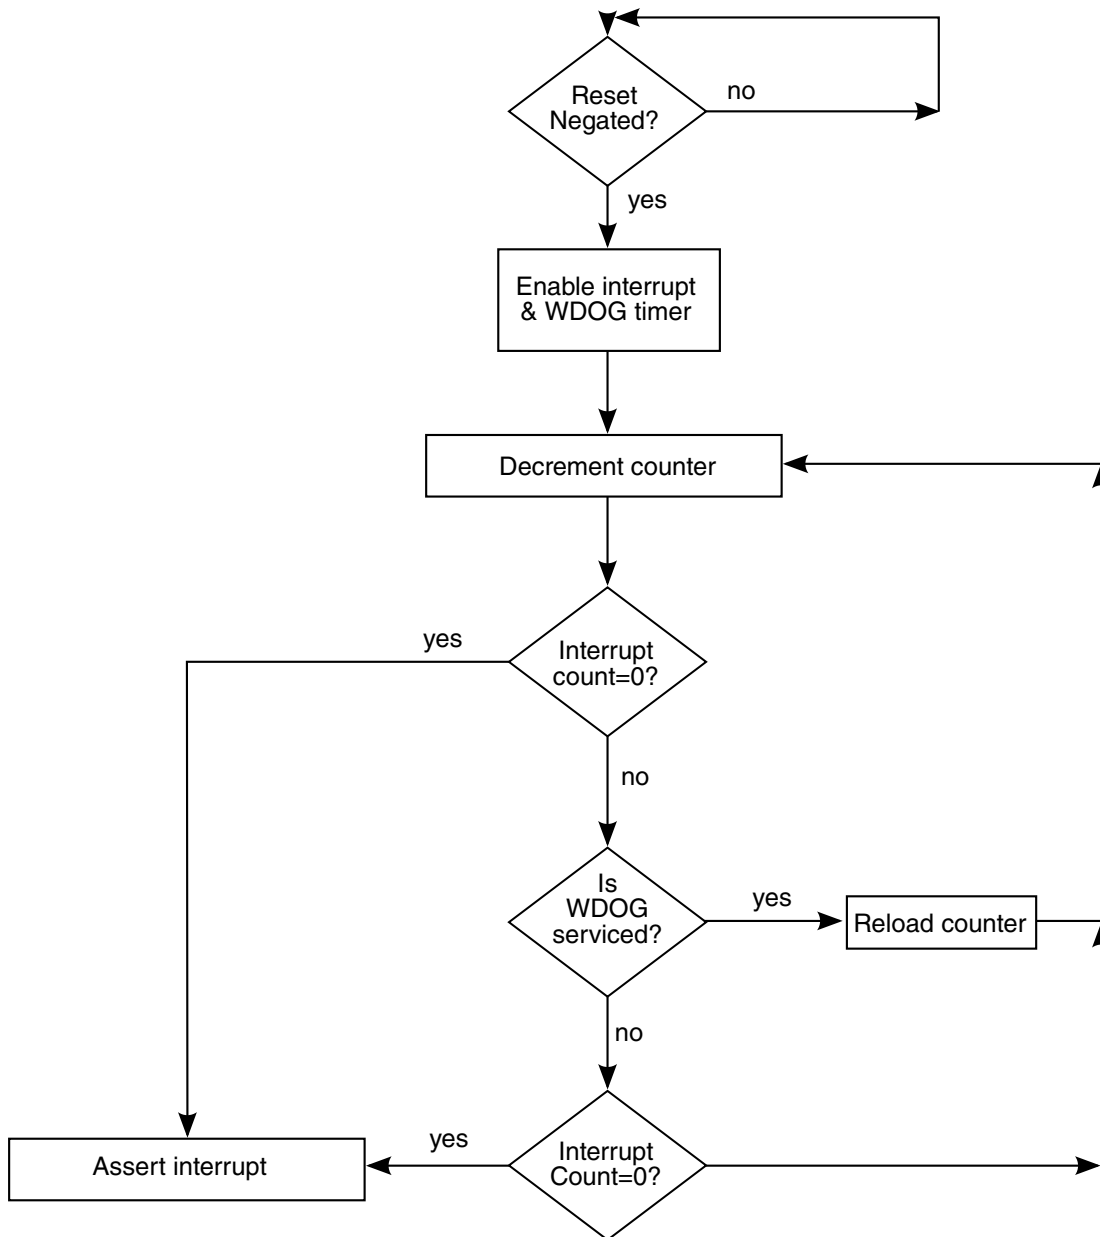 Reset
Negated?
no
yes
Enable interrupt
& WDOG timer
Decrement counter
yes
Interrupt
count=0?
no
Is
WDOG
serviced?
yes
Reload counter
no
yes
Interrupt
Count=0?
Assert interrupt